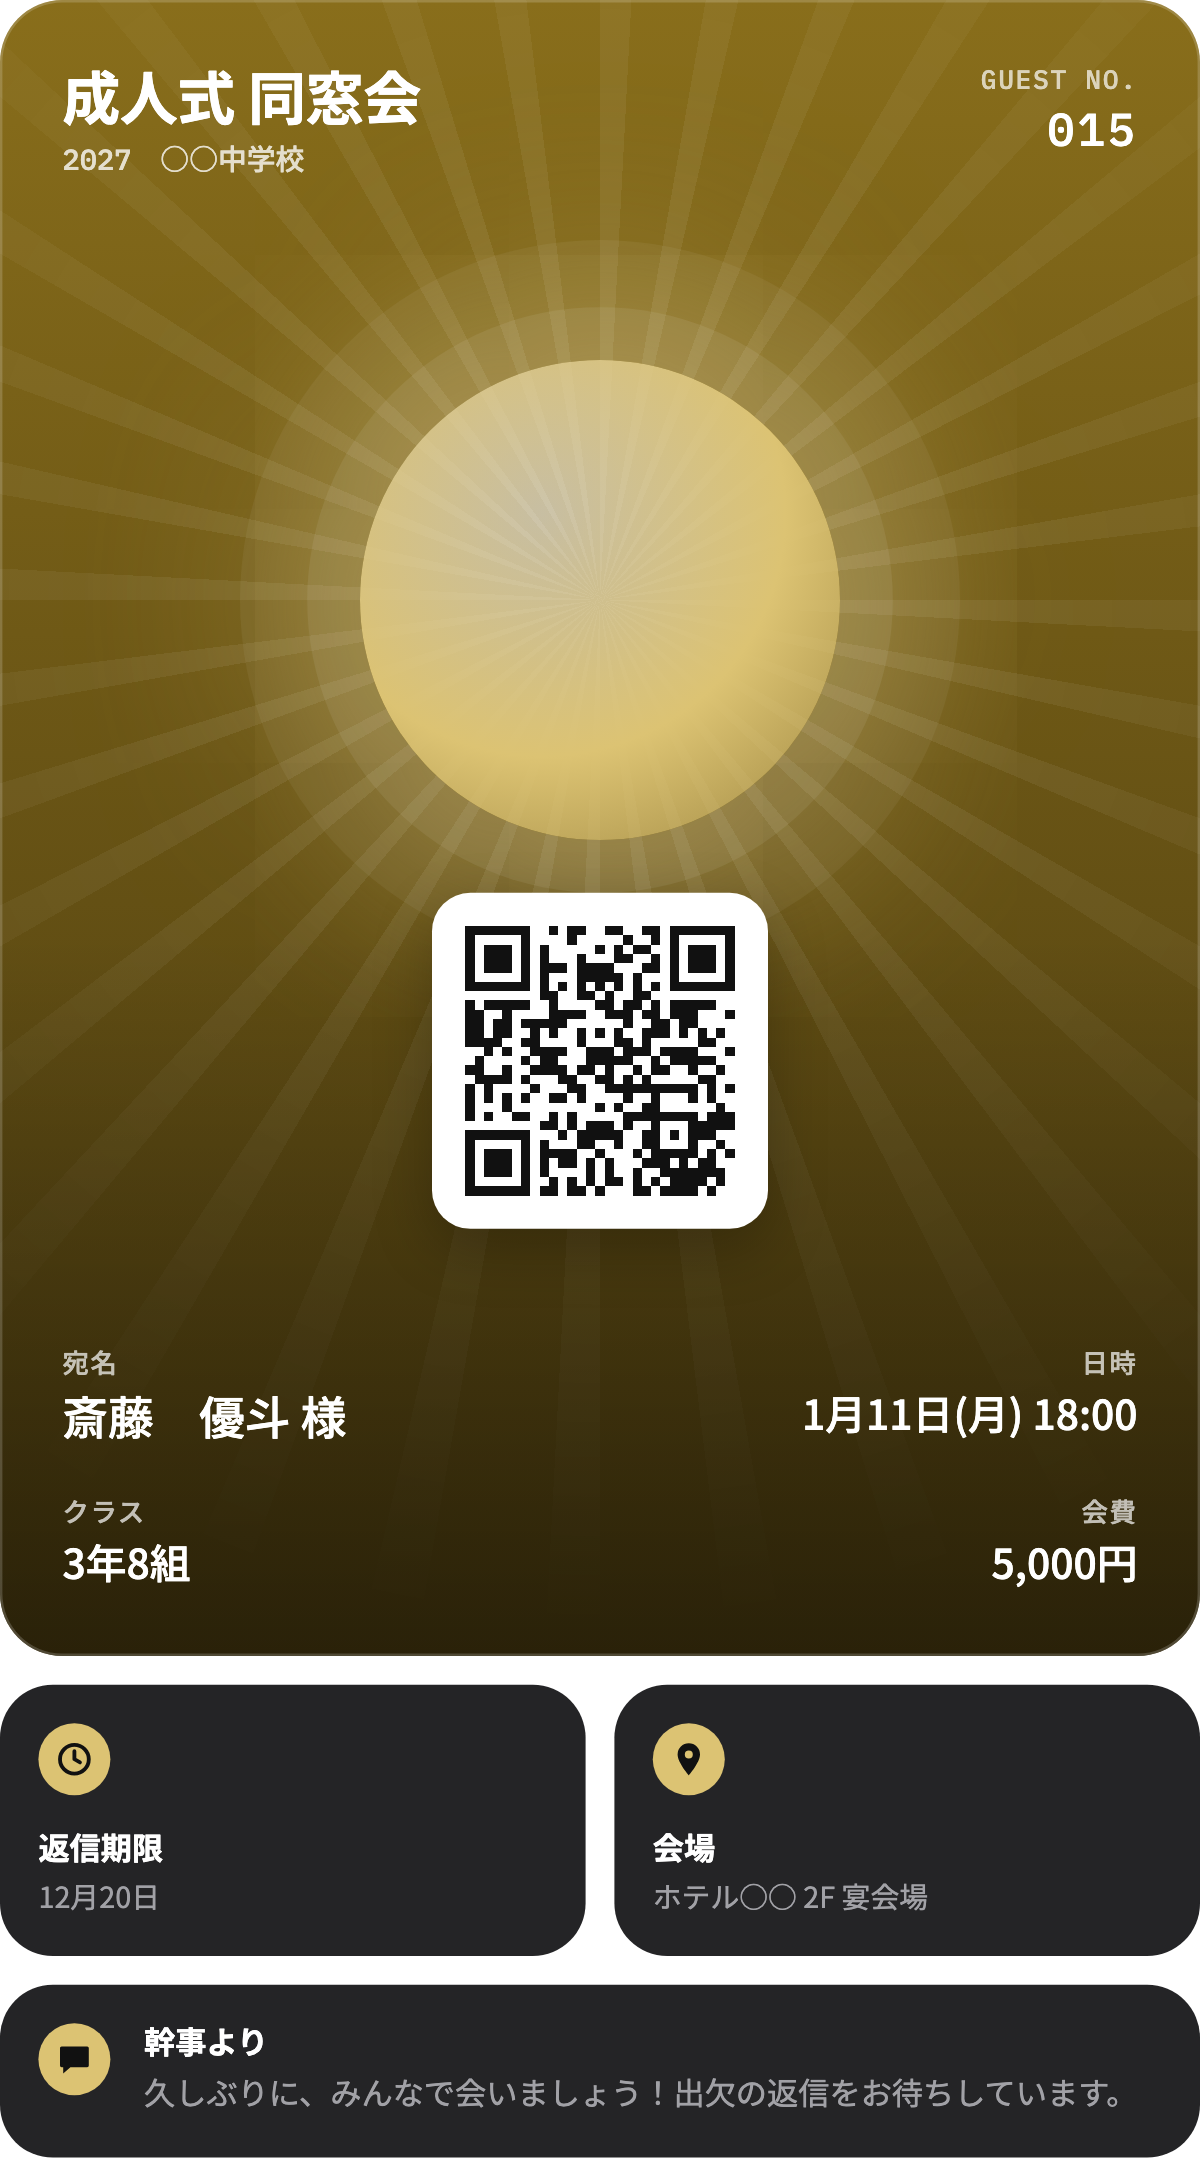 成人式 同窓会
2027　〇〇中学校
GUEST NO.
015
宛名
斎藤　優斗 様
日時
1月11日(月) 18:00
クラス
3年8組
会費
5,000円
返信期限
12月20日
会場
ホテル〇〇 2F 宴会場
幹事より
久しぶりに、みんなで会いましょう！出欠の返信をお待ちしています。